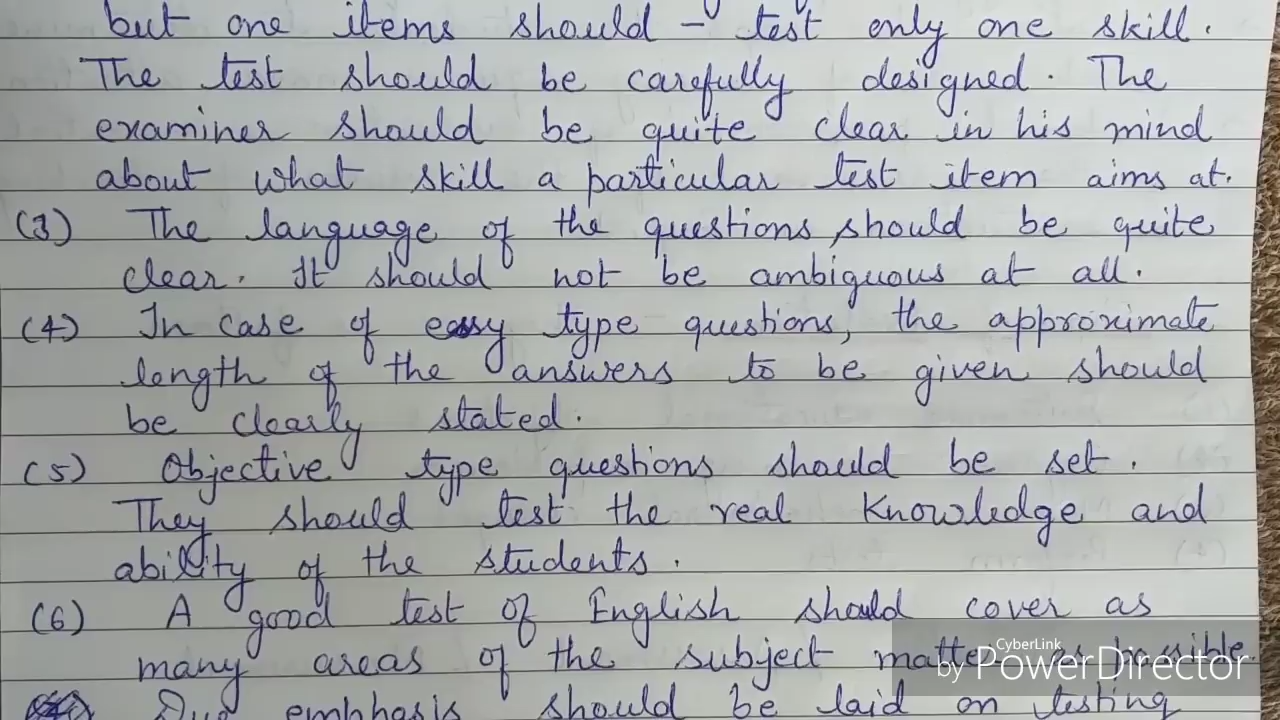 but one items should - test only one skill.
The test should be carefully designed. The
examiner should be quite clear in his mind
about what skill a particular test item aims at.
(3) The language of the questions should be quite
clear. It should not be ambiguous at all.
(4) In case of easy type questions, the approximate
length of the answers to be given should
be clearly stated.
(5) Objective type questions should be set.
They should test the real Knowledge and
ability of the students.
(6) A good test of English should cover as
many areas of the subject matter as possible.
Due emphasis should be laid on testing
by CyberLink PowerDirector